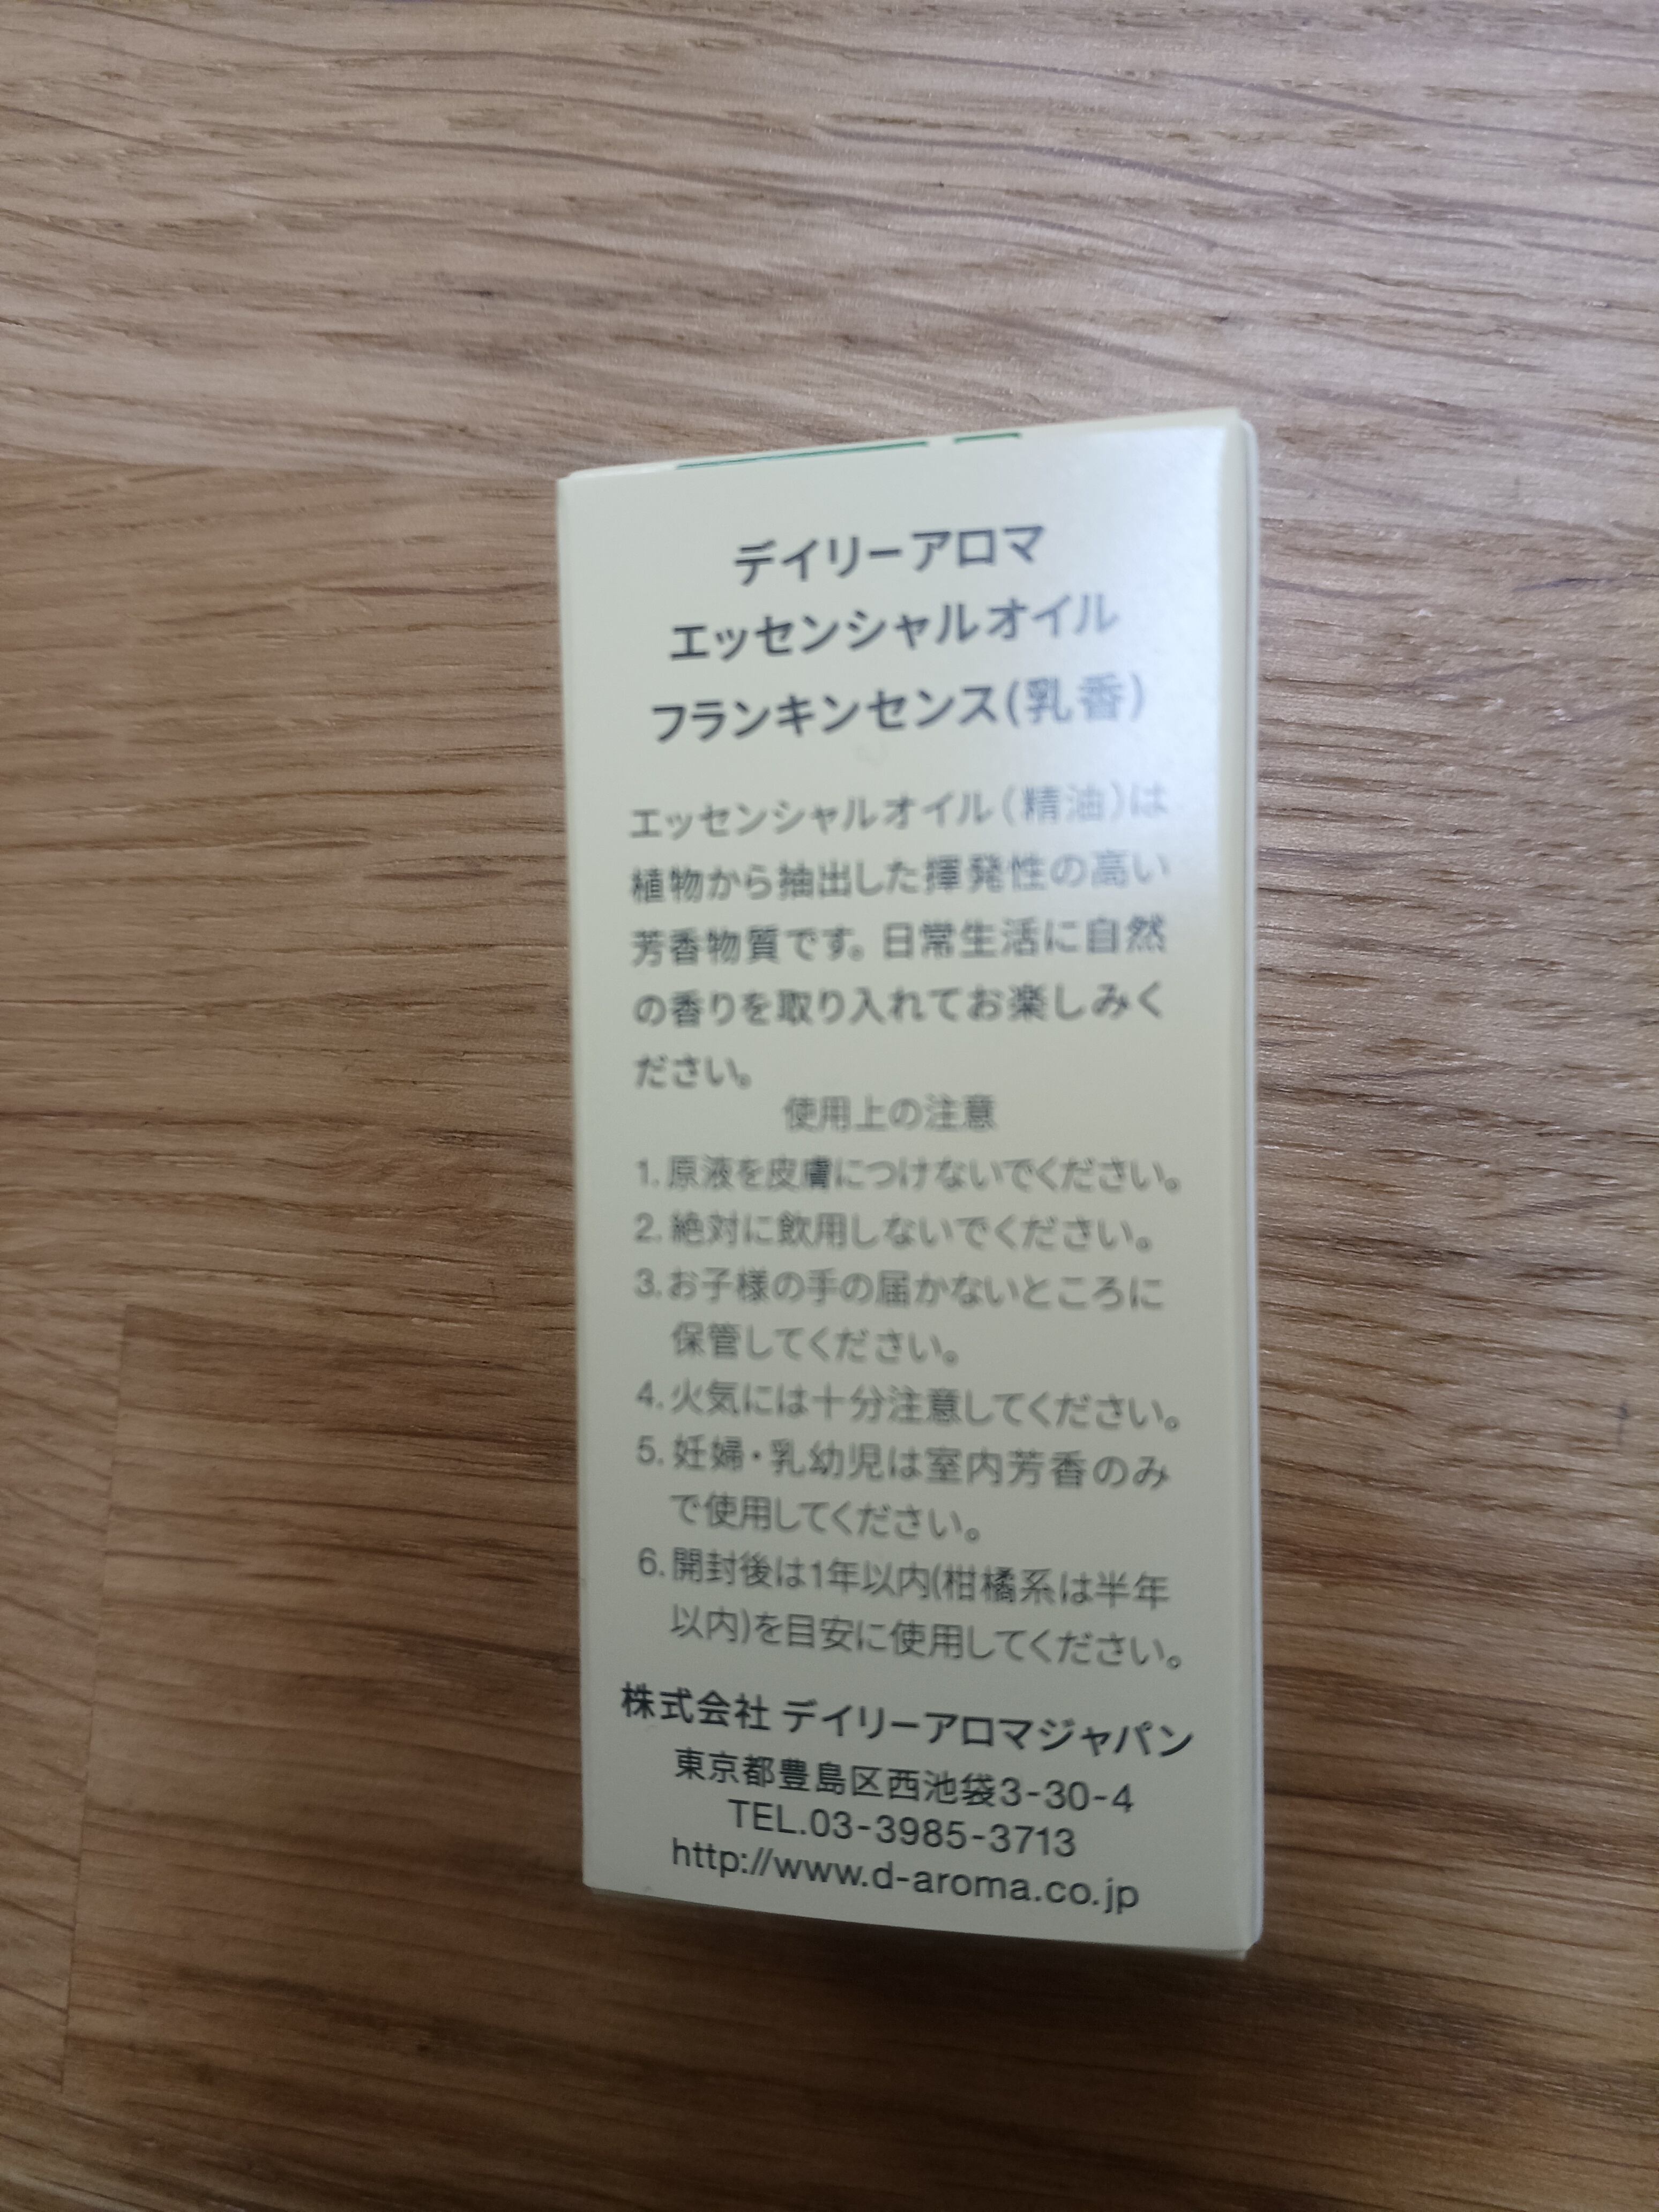 デイリーアロマ
エッセンシャルオイル
フランキンセンス(乳香)
エッセンシャルオイル(精油)は
植物から抽出した揮発性の高い
芳香物質です。日常生活に自然
の香りを取り入れてお楽しみく
ださい。
使用上の注意
1. 原液を皮膚につけないでください。
2. 絶対に飲用しないでください。
3. お子様の手の届かないところに
保管してください。
4. 火気には十分注意してください。
5. 妊婦・乳幼児は室内芳香のみ
で使用してください。
6. 開封後は1年以内(柑橘系は半年
以内)を目安に使用してください。
株式会社 デイリーアロマジャパン
東京都豊島区西池袋3-30-4
TEL.03-3985-3713
http://www.d-aroma.co.jp